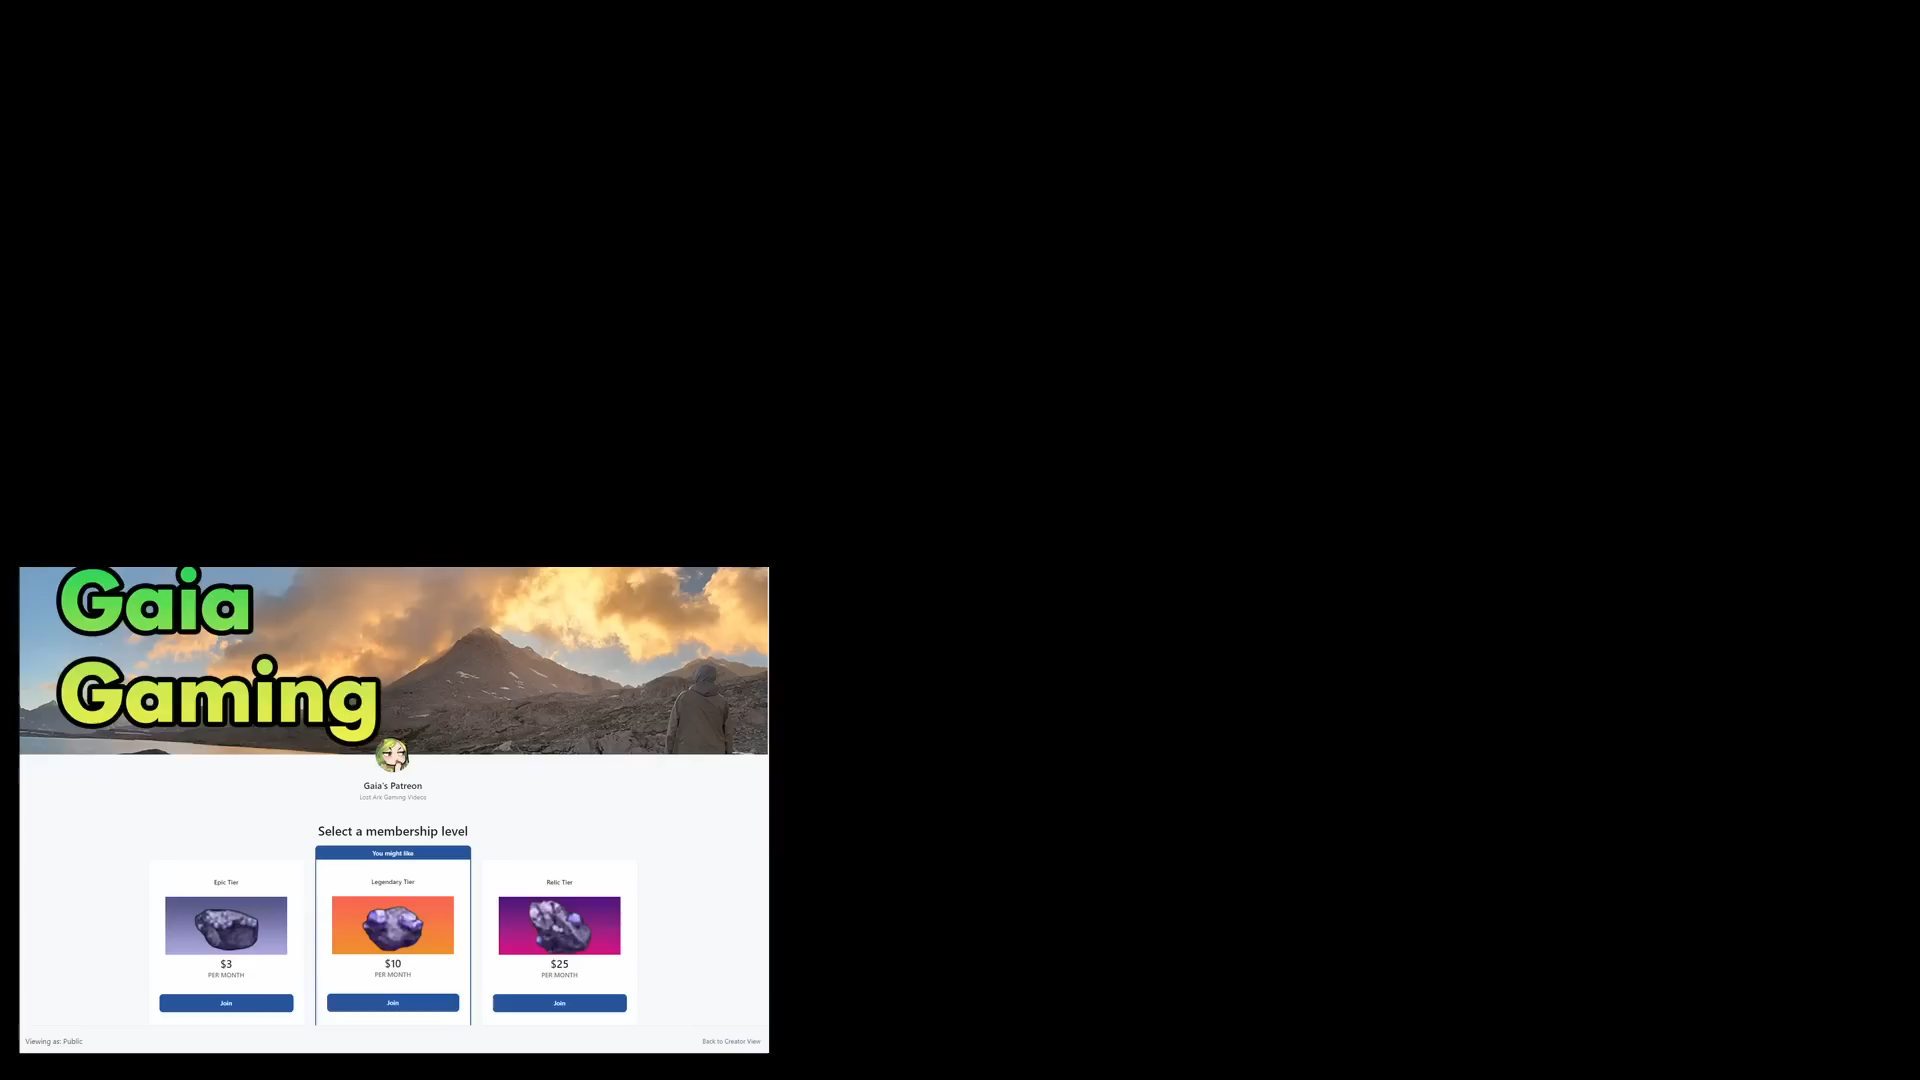 Gaia
Gaming
Gaia's Patreon
Lost Ark Gaming Videos
Select a membership level
You might like
Epic Tier
Legendary Tier
Relic Tier
$3
PER MONTH
$10
PER MONTH
$25
PER MONTH
Join
Join
Join
Viewing as: Public
Back to Creator View